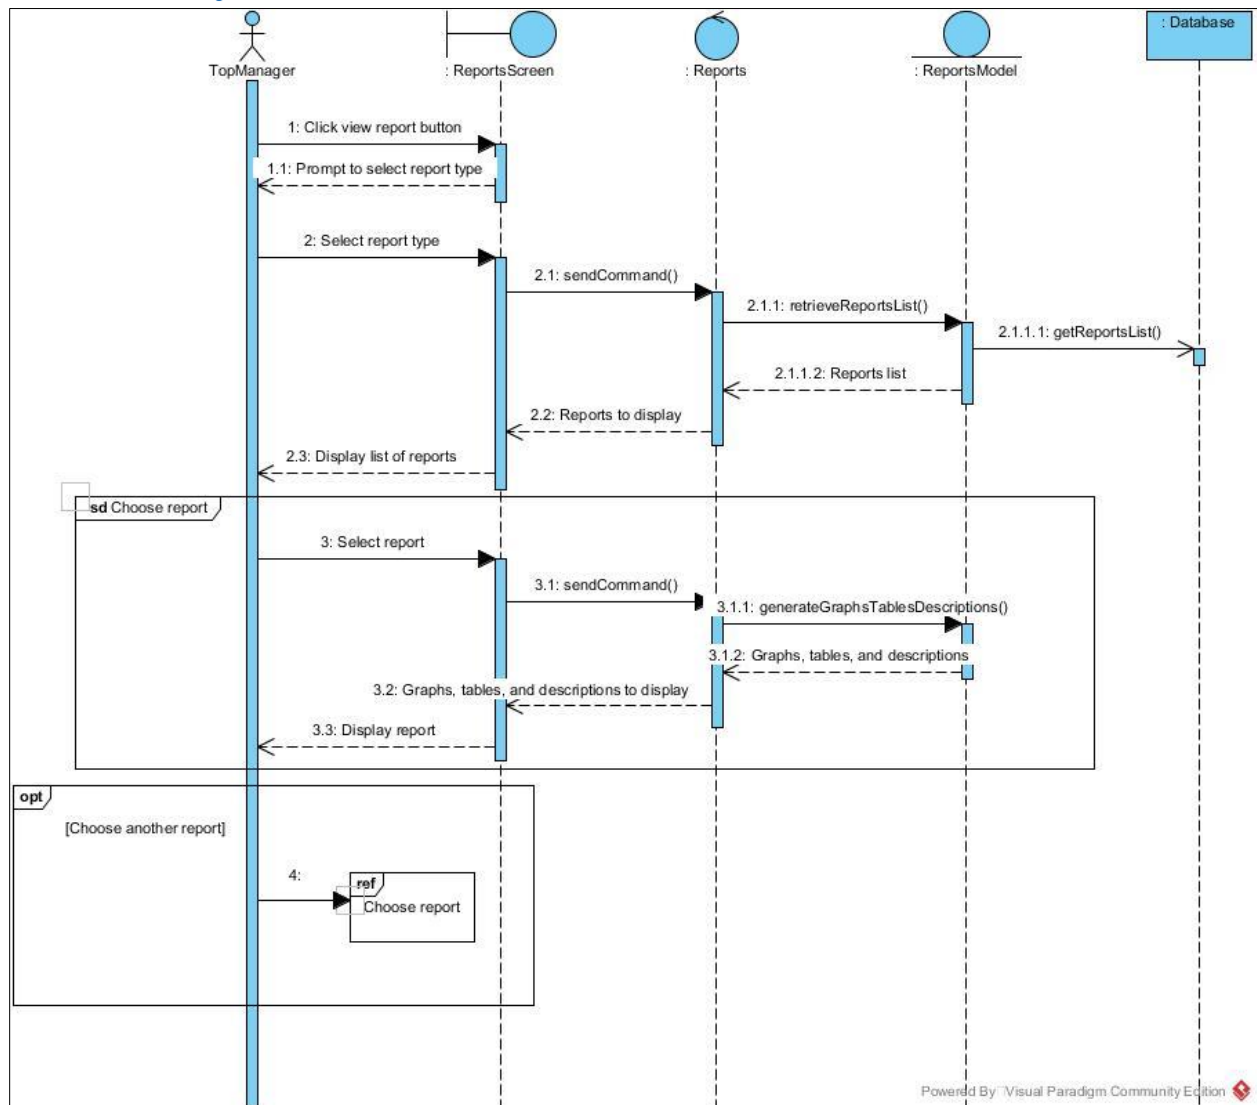 : Database
TopManager
: ReportsScreen
: Reports
: ReportsModel
1: Click view report button
1.1: Prompt to select report type
2: Select report type
2.1: sendCommand()
2.1.1: retrieveReportsList()
2.1.1.1: getReportsList()
2.1.1.2: Reports list
2.2: Reports to display
2.3: Display list of reports
sd Choose report
3: Select report
3.1: sendCommand()
3.1.1: generateGraphsTablesDescriptions()
3.1.2: Graphs, tables, and descriptions
3.2: Graphs, tables, and descriptions to display
3.3: Display report
opt
[Choose another report]
4:
ref
Choose report
Powered By Visual Paradigm Community Edition